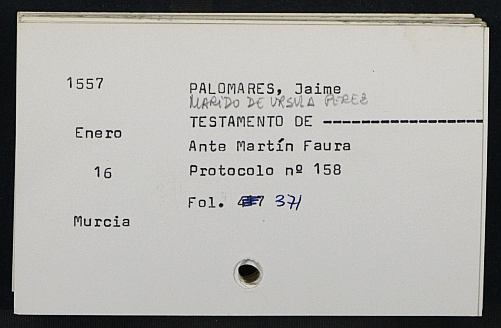 1557
PALOMARES, Jaime
MARIDO DE URSULA PEREZ
TESTAMENTO DE ----------------
Enero
Ante Martín Faura
16
Protocolo nº 158
Fol. 371
Murcia